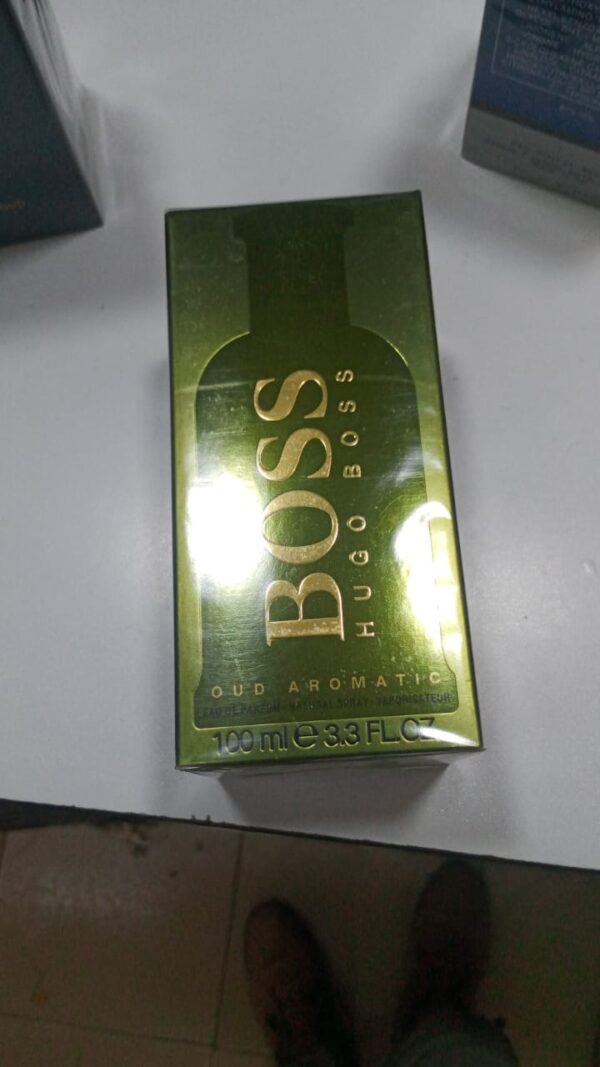 BOSS
HUGO BOSS
OUD AROMATIC
EAU DE PARFUM · NATURAL SPRAY · VAPORISATEUR
100 ml e 3.3 FL.OZ